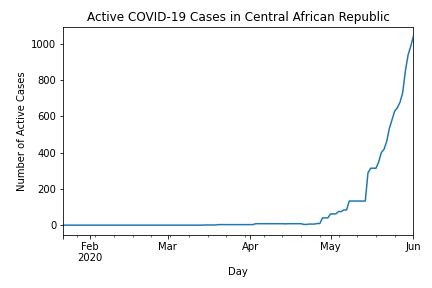 Active COVID-19 Cases in Central African Republic
1000
800
600
400
200
0
Number of Active Cases
Feb
2020
Mar
Apr
May
Jun
Day